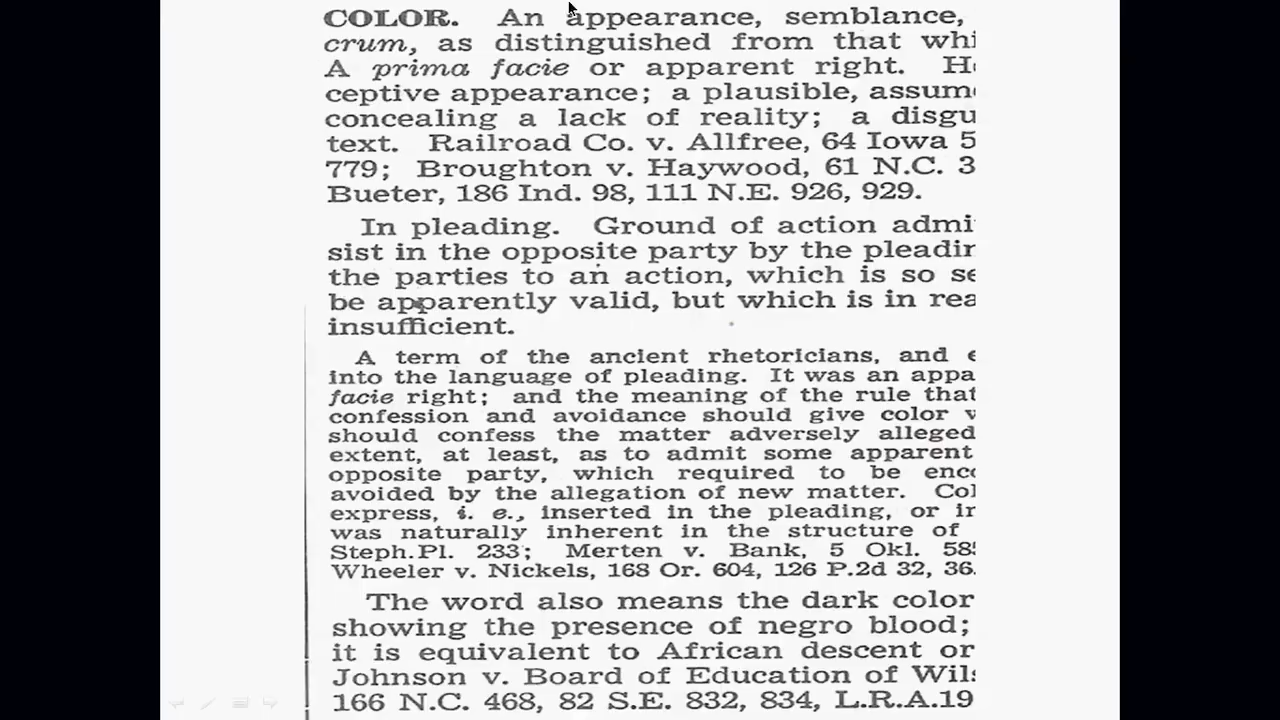 COLOR. An appearance, semblance,
crum, as distinguished from that whi
A prima facie or apparent right. H
ceptive appearance; a plausible, assum
concealing a lack of reality; a disgu
text. Railroad Co. v. Allfree, 64 Iowa 5
779; Broughton v. Haywood, 61 N.C. 3
Bueter, 186 Ind. 98, 111 N.E. 926, 929.
In pleading. Ground of action admi
sist in the opposite party by the pleadin
the parties to an action, which is so se
be apparently valid, but which is in rea
insufficient.
A term of the ancient rhetoricians, and e
into the language of pleading. It was an appa
facie right; and the meaning of the rule that
confession and avoidance should give color v
should confess the matter adversely alleged
extent, at least, as to admit some apparent
opposite party, which required to be enc
avoided by the allegation of new matter. Col
express, i. e., inserted in the pleading, or in
was naturally inherent in the structure of
Steph.Pl. 233; Merten v. Bank, 5 Okl. 585
Wheeler v. Nickels, 168 Or. 604, 126 P.2d 32, 36.
The word also means the dark color
showing the presence of negro blood;
it is equivalent to African descent or
Johnson v. Board of Education of Wils
166 N.C. 468, 82 S.E. 832, 834, L.R.A.19